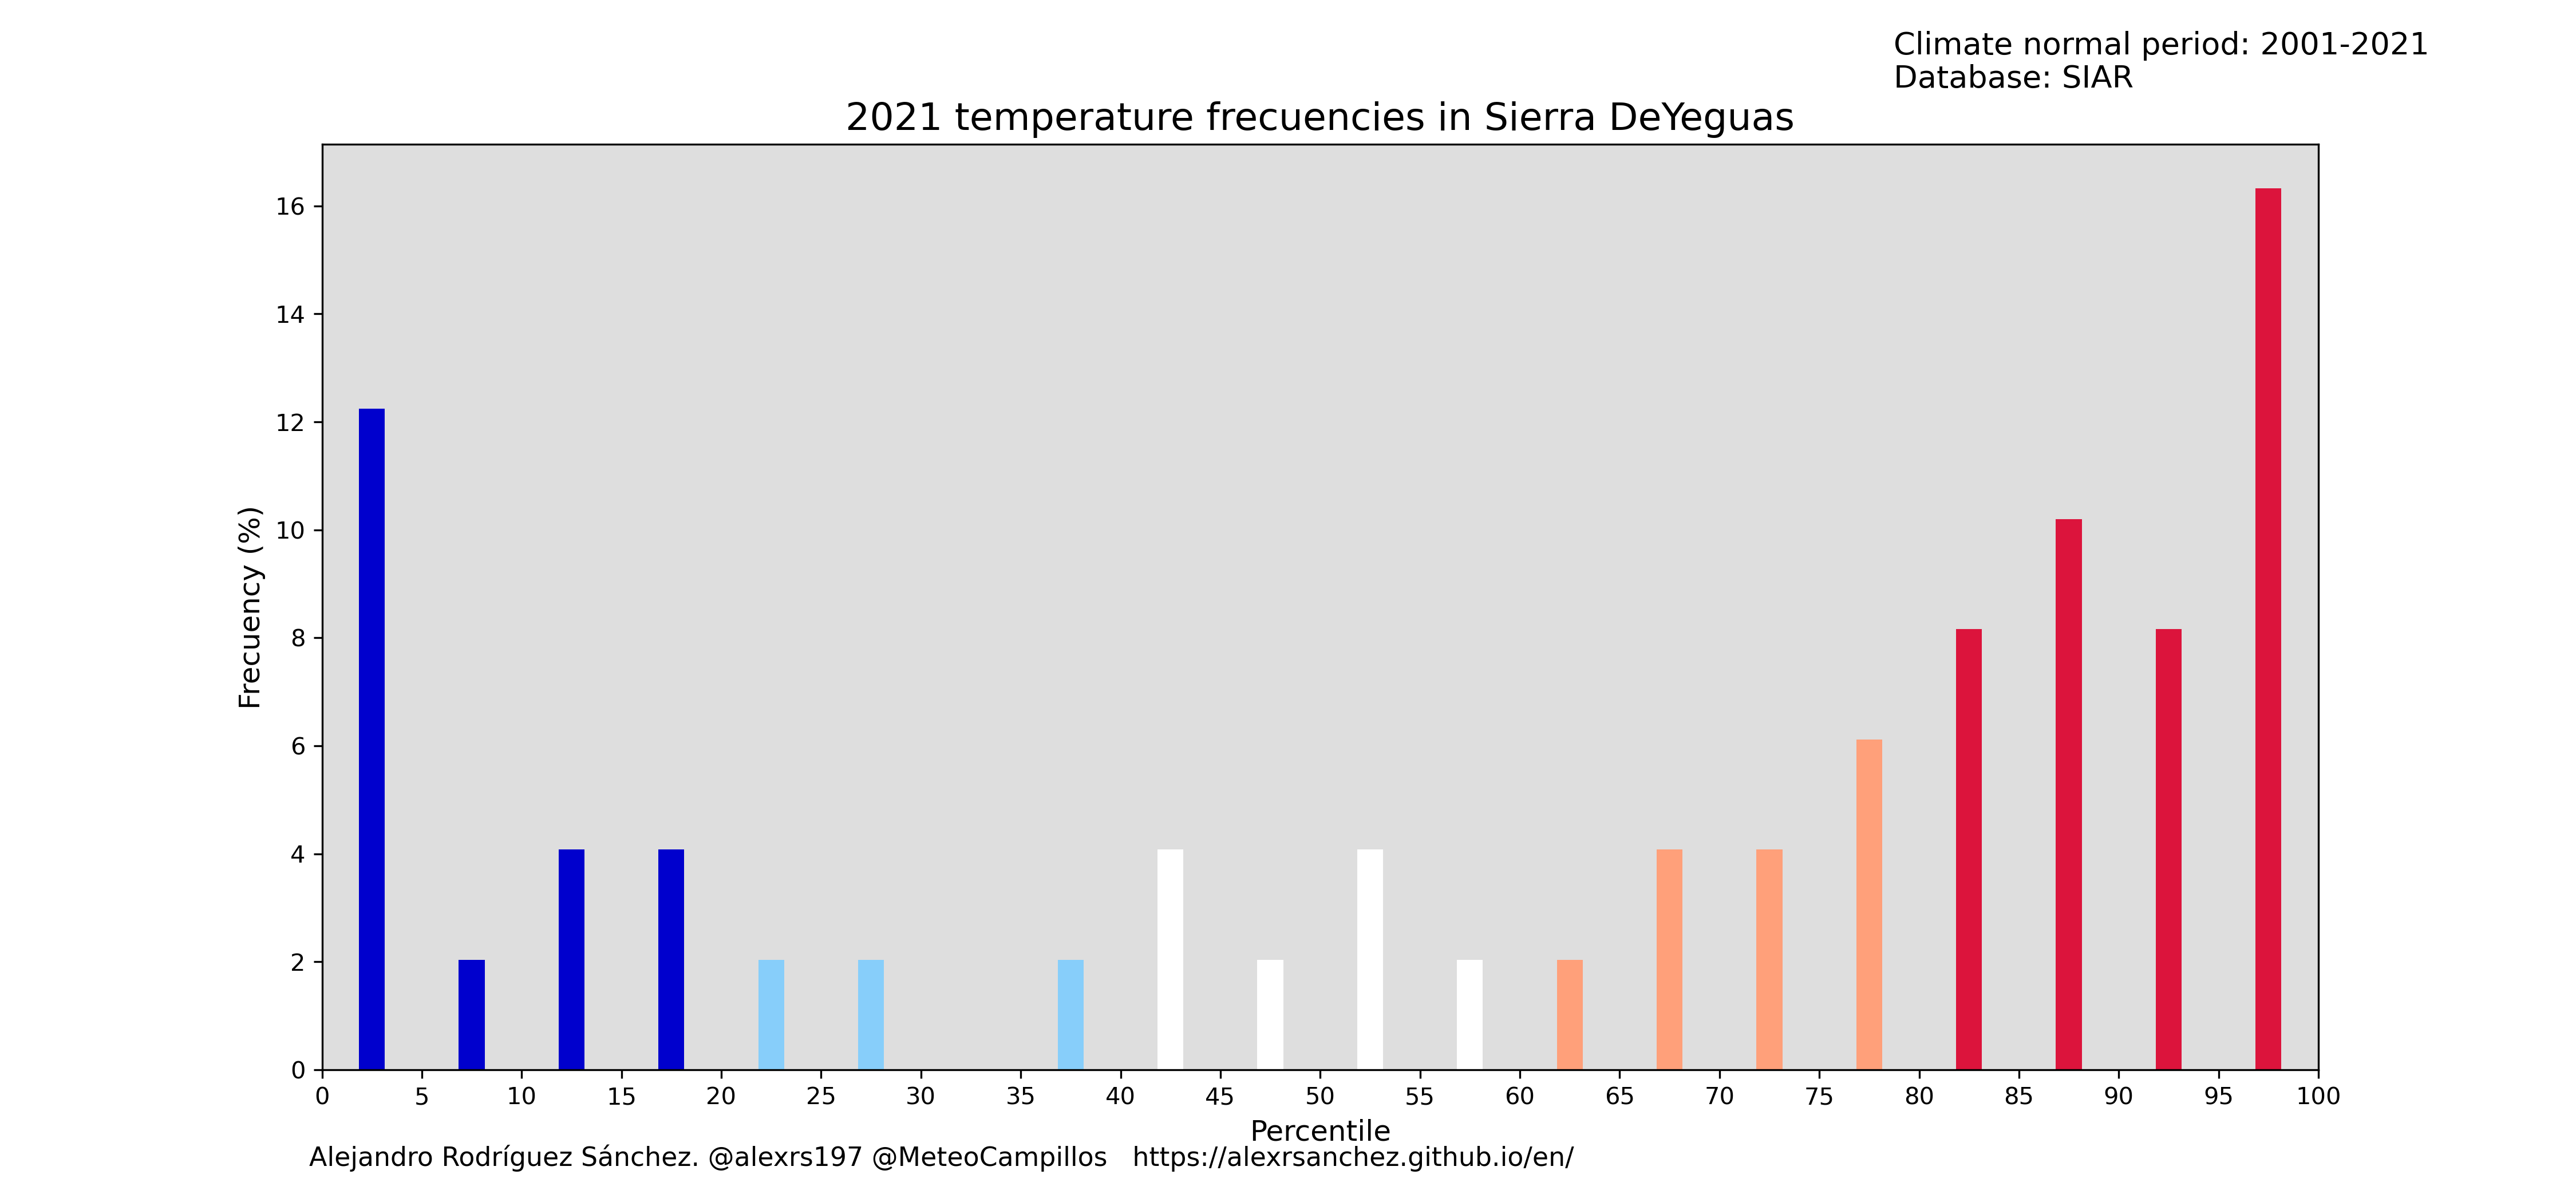 Climate normal period: 2001-2021
Database: SIAR
2021 temperature frecuencies in Sierra DeYeguas
16
14
12
10
8
6
4
2
0
Frecuency (%)
0 5 10 15 20 25 30 35 40 45 50 55 60 65 70 75 80 85 90 95 100
Percentile
Alejandro Rodríguez Sánchez. @alexrs197 @MeteoCampillos https://alexrsanchez.github.io/en/